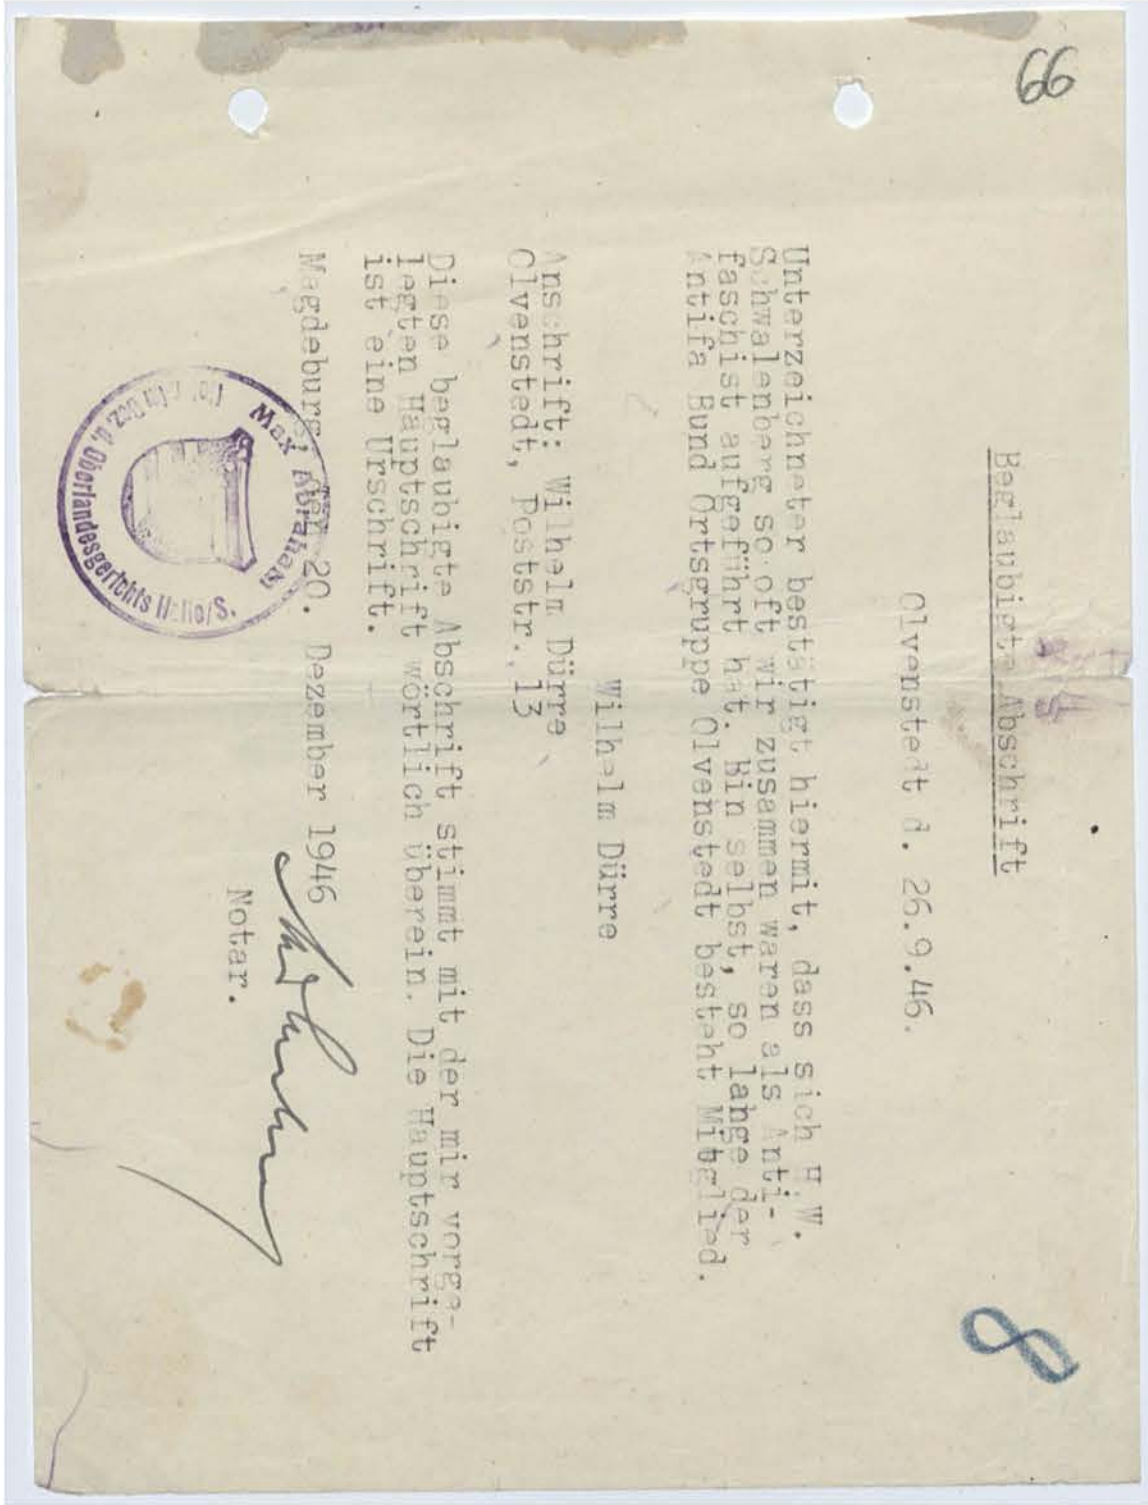 66
8
Beglaubigte Abschrift
Olvenstedt d. 26.9.46.
Unterzeichneter bestätigt hiermit, dass sich H.W.
Schwalenberg so oft wir zusammen waren als Anti-
faschist aufgeführt hat. Bin selbst, so lange der
Antifa Bund Ortsgruppe Olvenstedt besteht Mitglied.
Wilhelm Dürre
Anschrift: Wilhelm Dürre
Olvenstedt, Poststr. 13
Diese beglaubigte Abschrift stimmt mit der mir vorge-
legten Hauptschrift wörtlich überein. Die Hauptschrift
ist eine Urschrift.
Magdeburg, den 20. Dezember 1946
Notar.
Max Abraham
Notar im Bez. d. Oberlandesgerichts Halle/S.